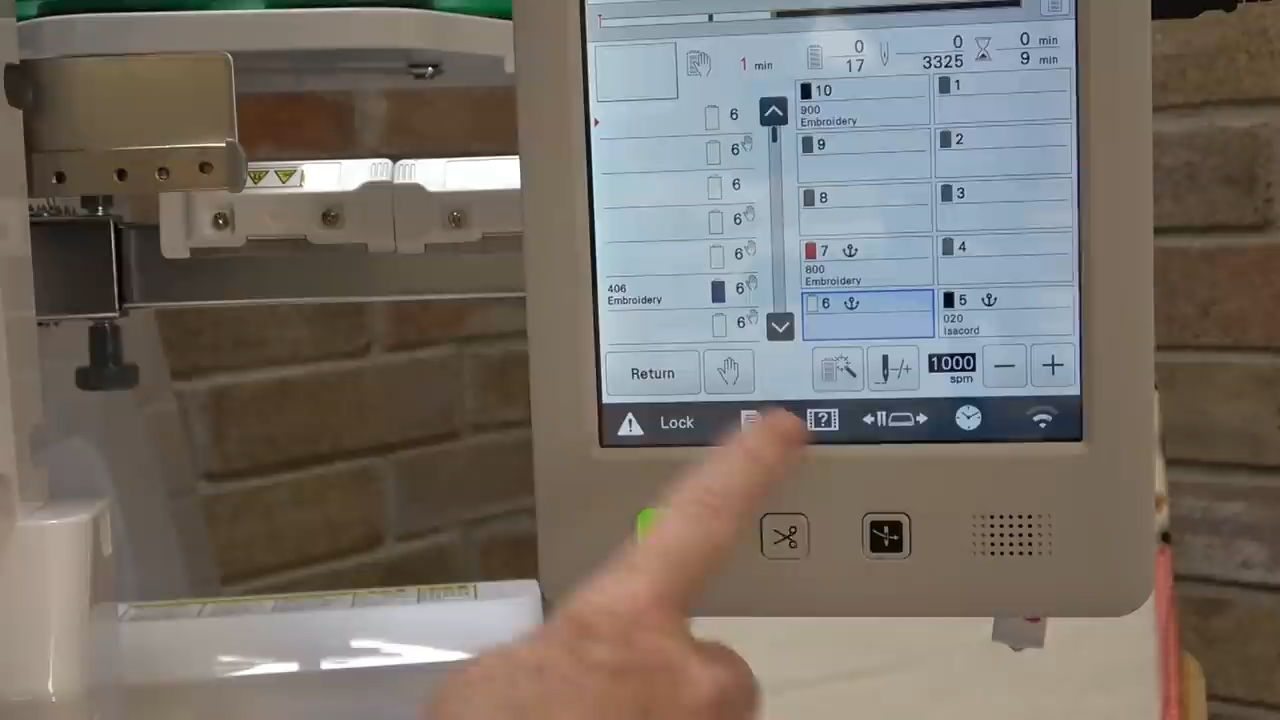 0 0 0 min
1 min 17 3325 9 min
6
6
6
6
6
406 6
Embroidery
6
10
900
Embroidery
1
9
2
8
3
7
800
Embroidery
4
6
5
020
Isacord
Return
-/+
1000
spm
− +
Lock
?